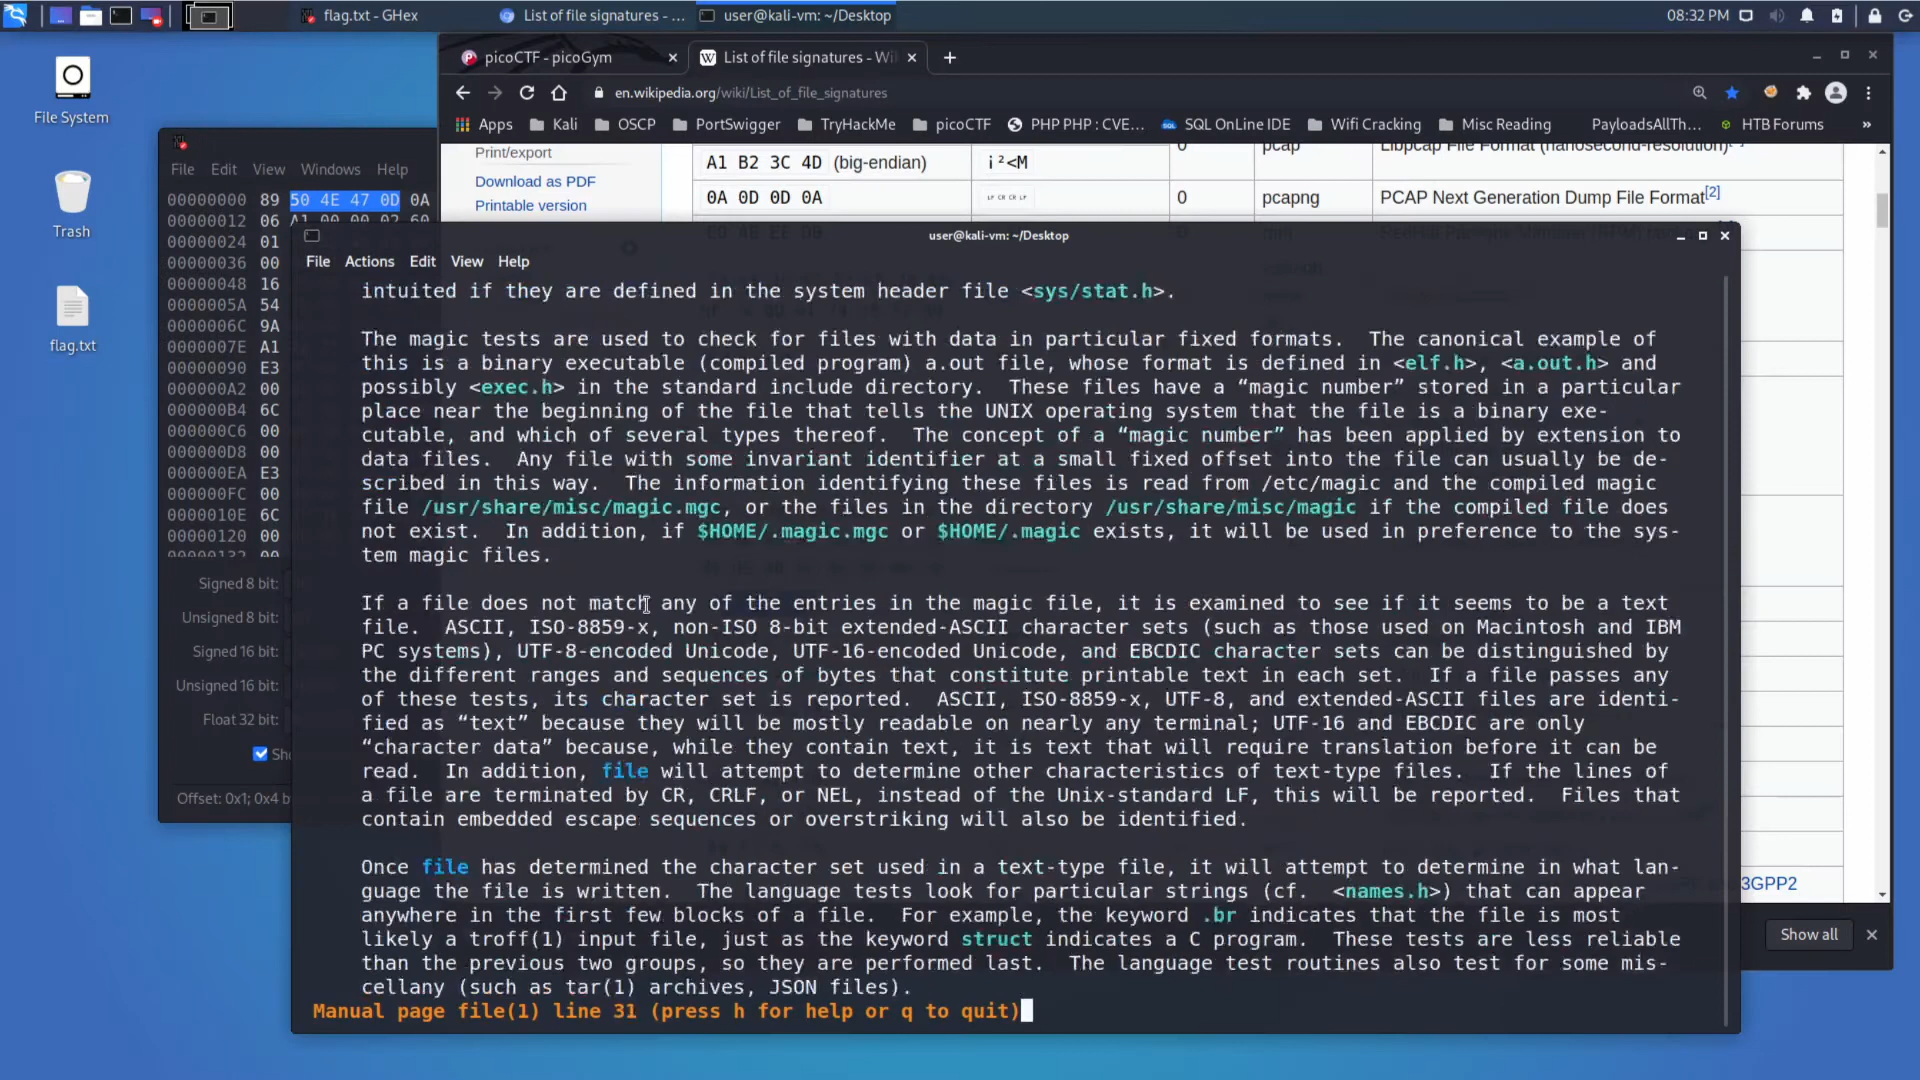 flag.txt - GHex
List of file signatures - ...
user@kali-vm: ~/Desktop
08:32 PM
File System
Trash
flag.txt
picoCTF - picoGym
List of file signatures - Wi
en.wikipedia.org/wiki/List_of_file_signatures
Apps Kali OSCP PortSwigger TryHackMe picoCTF PHP PHP : CVE... SQL OnLine IDE Wifi Cracking Misc Reading PayloadsAllTh... HTB Forums »
Print/export
Download as PDF
Printable version
A1 B2 3C 4D (big-endian) ¡²<M 0 pcap Libpcap File Format (nanosecond-resolution)
0A 0D 0D 0A LF CR CR LF 0 pcapng PCAP Next Generation Dump File Format[2]
File Edit View Windows Help
00000000 89 50 4E 47 0D 0A
00000012 06 A1 00 00 02 60
00000024 01
00000036 00
00000048 16
0000005A 54
0000006C 9A
0000007E A1
00000090 E3
000000A2 00
000000B4 6C
000000C6 00
000000D8 00
000000EA E3
000000FC 00
0000010E 6C
00000120 00
00000132 00
Signed 8 bit:
Unsigned 8 bit:
Signed 16 bit:
Unsigned 16 bit:
Float 32 bit:
Offset: 0x1; 0x4 b
user@kali-vm: ~/Desktop
File Actions Edit View Help
intuited if they are defined in the system header file <sys/stat.h>.
The magic tests are used to check for files with data in particular fixed formats. The canonical example of
this is a binary executable (compiled program) a.out file, whose format is defined in <elf.h>, <a.out.h> and
possibly <exec.h> in the standard include directory. These files have a “magic number” stored in a particular
place near the beginning of the file that tells the UNIX operating system that the file is a binary exe-
cutable, and which of several types thereof. The concept of a “magic number” has been applied by extension to
data files. Any file with some invariant identifier at a small fixed offset into the file can usually be de-
scribed in this way. The information identifying these files is read from /etc/magic and the compiled magic
file /usr/share/misc/magic.mgc, or the files in the directory /usr/share/misc/magic if the compiled file does
not exist. In addition, if $HOME/.magic.mgc or $HOME/.magic exists, it will be used in preference to the sys-
tem magic files.
If a file does not match any of the entries in the magic file, it is examined to see if it seems to be a text
file. ASCII, ISO-8859-x, non-ISO 8-bit extended-ASCII character sets (such as those used on Macintosh and IBM
PC systems), UTF-8-encoded Unicode, UTF-16-encoded Unicode, and EBCDIC character sets can be distinguished by
the different ranges and sequences of bytes that constitute printable text in each set. If a file passes any
of these tests, its character set is reported. ASCII, ISO-8859-x, UTF-8, and extended-ASCII files are identi-
fied as “text” because they will be mostly readable on nearly any terminal; UTF-16 and EBCDIC are only
“character data” because, while they contain text, it is text that will require translation before it can be
read. In addition, file will attempt to determine other characteristics of text-type files. If the lines of
a file are terminated by CR, CRLF, or NEL, instead of the Unix-standard LF, this will be reported. Files that
contain embedded escape sequences or overstriking will also be identified.
Once file has determined the character set used in a text-type file, it will attempt to determine in what lan-
guage the file is written. The language tests look for particular strings (cf. <names.h>) that can appear
anywhere in the first few blocks of a file. For example, the keyword .br indicates that the file is most
likely a troff(1) input file, just as the keyword struct indicates a C program. These tests are less reliable
than the previous two groups, so they are performed last. The language test routines also test for some mis-
cellany (such as tar(1) archives, JSON files).
Manual page file(1) line 31 (press h for help or q to quit)
3GPP2
Show all